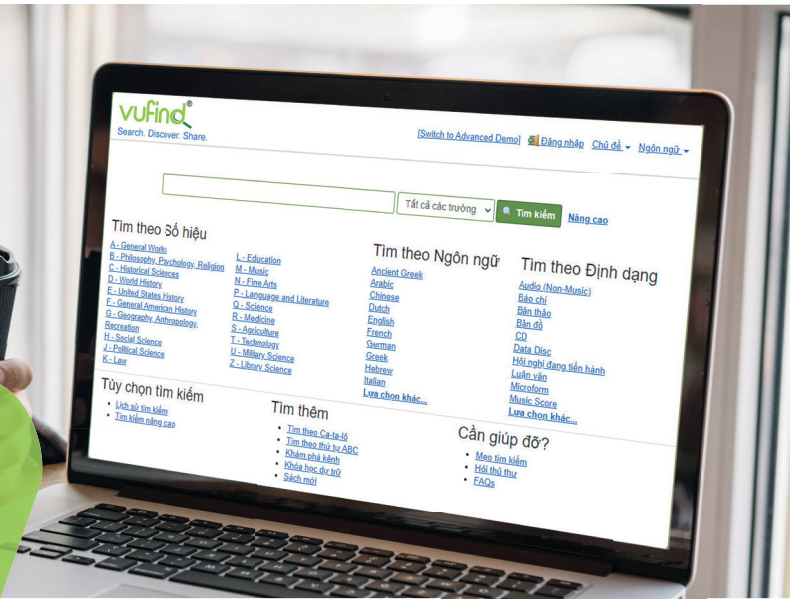 vufind®
Search. Discover. Share.
[Switch to Advanced Demo] Đăng nhập Chủ đề Ngôn ngữ
Tất cả các trường Tìm kiếm Nâng cao
Tìm theo Số hiệu
A - General Works
B - Philosophy, Psychology, Religion
C - Historical Sciences
D - World History
E - United States History
F - General American History
G - Geography, Anthropology,
Recreation
H - Social Science
J - Political Science
K - Law
L - Education
M - Music
N - Fine Arts
P - Language and Literature
Q - Science
R - Medicine
S - Agriculture
T - Technology
U - Military Science
Z - Library Science
Tìm theo Ngôn ngữ
Ancient Greek
Arabic
Chinese
Dutch
English
French
German
Greek
Hebrew
Italian
Lựa chọn khác...
Tìm theo Định dạng
Audio (Non-Music)
Báo chí
Bản thảo
Bản đồ
CD
Data Disc
Hội nghị đang tiến hành
Luận văn
Microform
Music Score
Lựa chọn khác...
Tùy chọn tìm kiếm
Lịch sử tìm kiếm
Tìm kiếm nâng cao
Tìm thêm
Tìm theo Ca-ta-lô
Tìm theo thứ tự ABC
Khám phá kênh
Khóa học dự trữ
Sách mới
Cần giúp đỡ?
Mẹo tìm kiếm
Hỏi thủ thư
FAQs